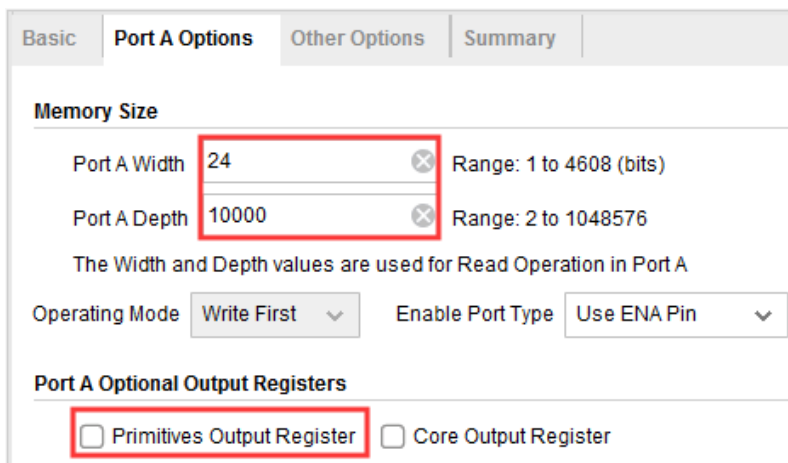 Basic Port A Options Other Options Summary
Memory Size
Port A Width 24 Range: 1 to 4608 (bits)
Port A Depth 10000 Range: 2 to 1048576
The Width and Depth values are used for Read Operation in Port A
Operating Mode Write First Enable Port Type Use ENA Pin
Port A Optional Output Registers
Primitives Output Register Core Output Register